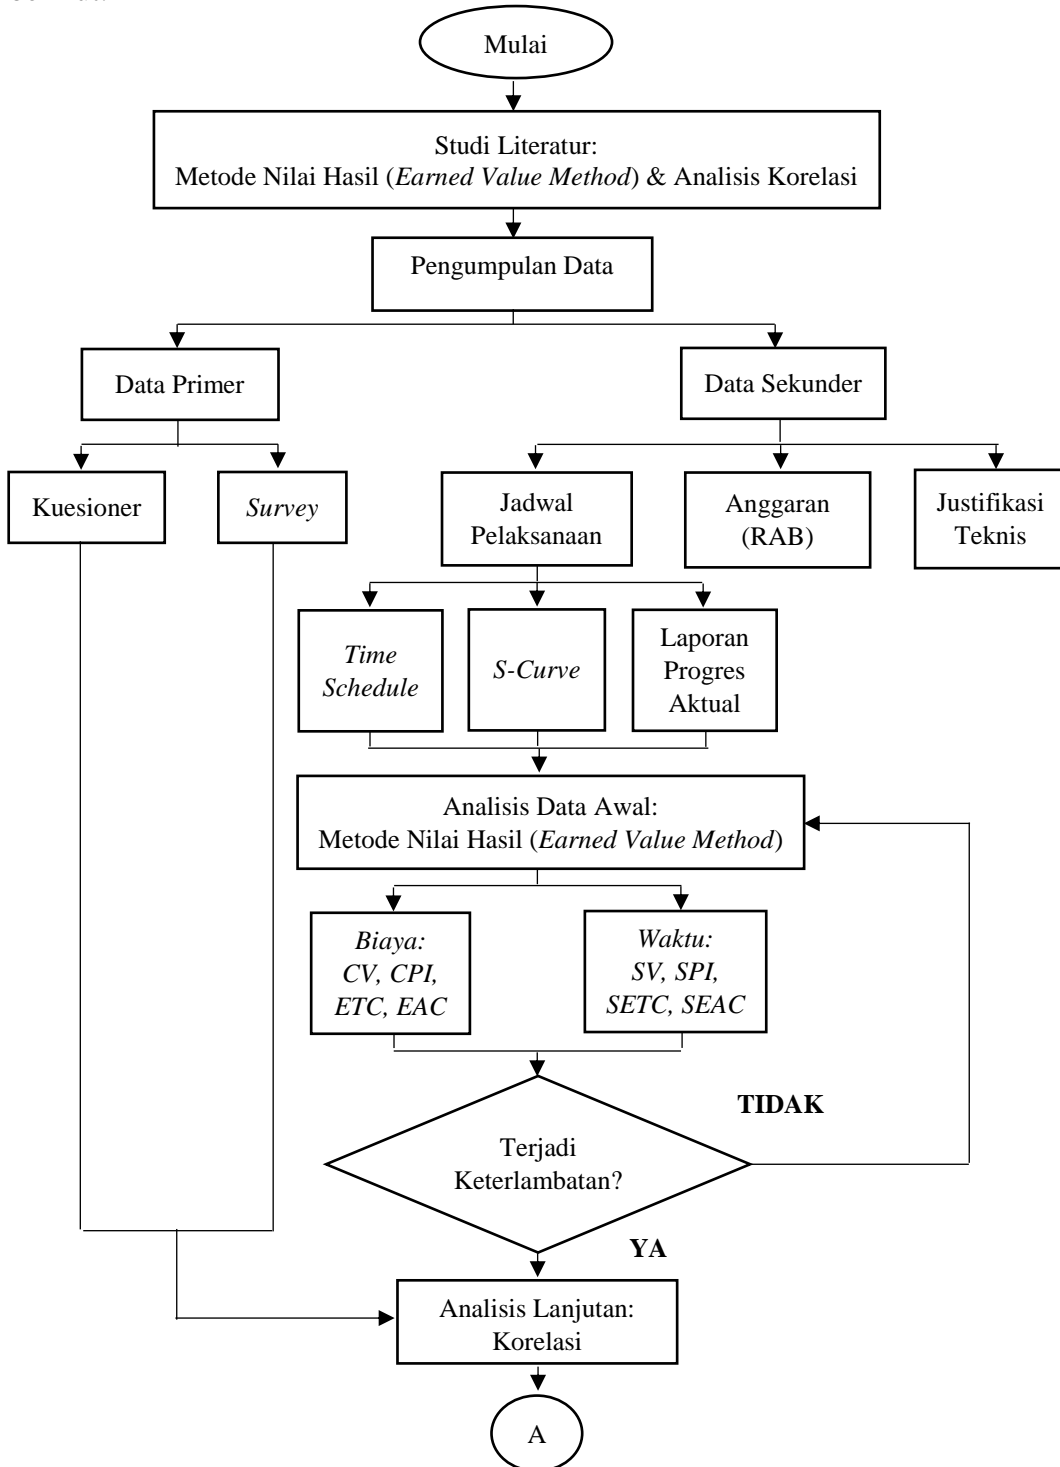 Mulai
Studi Literatur:
Metode Nilai Hasil (Earned Value Method) & Analisis Korelasi
Pengumpulan Data
Data Primer
Data Sekunder
Kuesioner
Survey
Jadwal
Pelaksanaan
Anggaran
(RAB)
Justifikasi
Teknis
Time
Schedule
S-Curve
Laporan
Progres
Aktual
Analisis Data Awal:
Metode Nilai Hasil (Earned Value Method)
Biaya:
CV, CPI,
ETC, EAC
Waktu:
SV, SPI,
SETC, SEAC
TIDAK
Terjadi
Keterlambatan?
YA
Analisis Lanjutan:
Korelasi
A